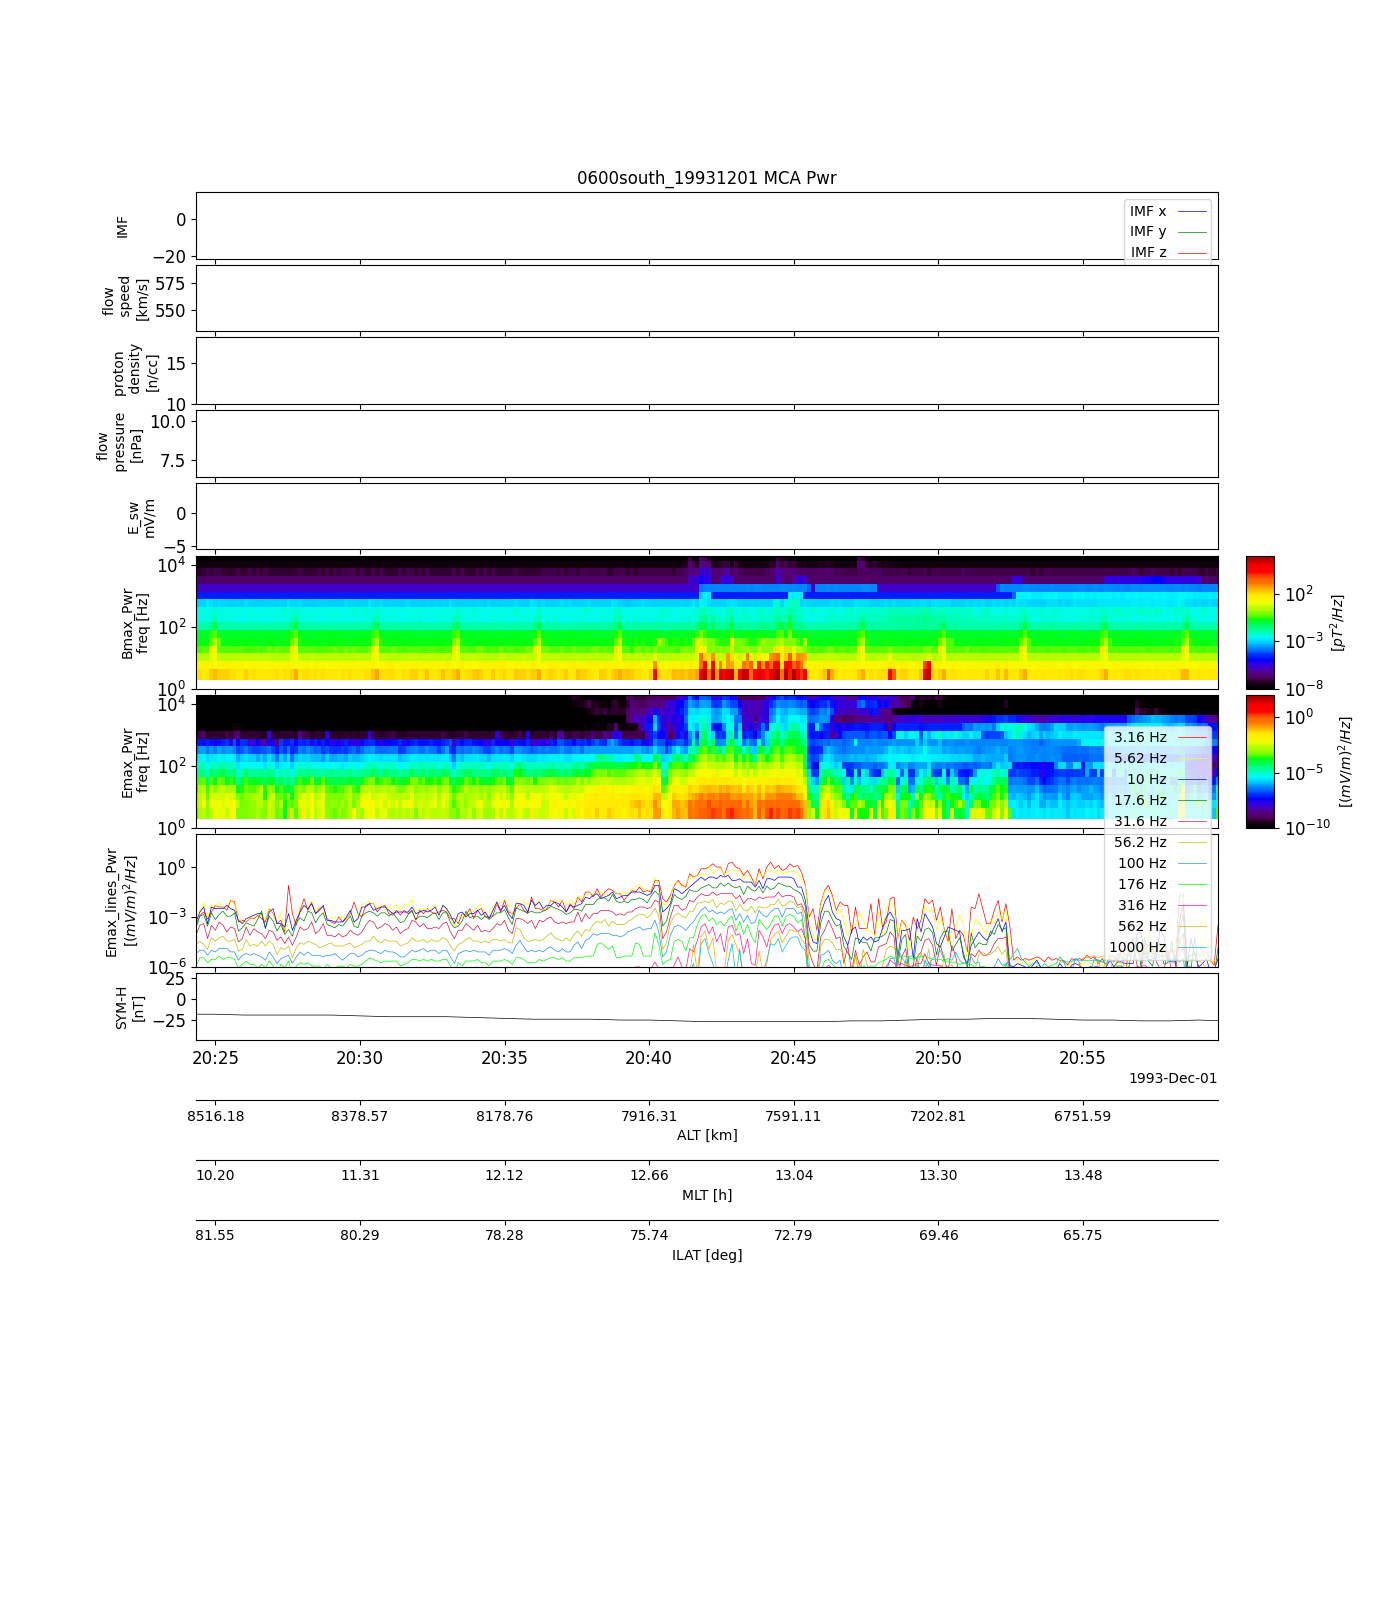 0600south_19931201 MCA Pwr
IMF
0
−20
IMF x
IMF y
IMF z
flow
speed
[km/s]
575
550
proton
density
[n/cc]
15
10
flow
pressure
[nPa]
10.0
7.5
E_sw
mV/m
0
−5
Bmax_Pwr
freq [Hz]
10^4
10^2
10^0
10^2
10^−3
10^−8
[pT^2/Hz]
Emax_Pwr
freq [Hz]
10^4
10^2
10^0
10^0
10^−5
10^−10
[(mV/m)^2/Hz]
3.16 Hz
5.62 Hz
10 Hz
17.6 Hz
31.6 Hz
56.2 Hz
100 Hz
176 Hz
316 Hz
562 Hz
1000 Hz
Emax_lines_Pwr
[(mV/m)^2/Hz]
10^0
10^−3
10^−6
SYM-H
[nT]
25
0
−25
20:25 20:30 20:35 20:40 20:45 20:50 20:55
1993-Dec-01
8516.18 8378.57 8178.76 7916.31 7591.11 7202.81 6751.59
ALT [km]
10.20 11.31 12.12 12.66 13.04 13.30 13.48
MLT [h]
81.55 80.29 78.28 75.74 72.79 69.46 65.75
ILAT [deg]